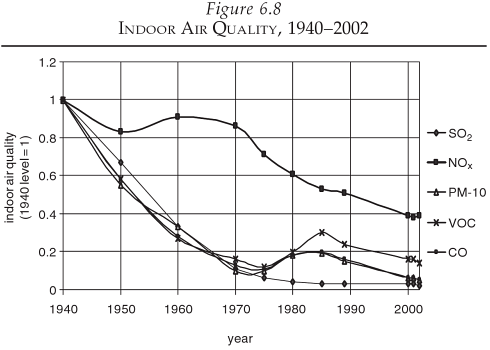 Figure 6.8
INDOOR AIR QUALITY, 1940–2002
indoor air quality
(1940 level = 1)
1.2
1
0.8
0.6
0.4
0.2
0
1940 1950 1960 1970 1980 1990 2000
year
SO2
NOx
PM-10
VOC
CO